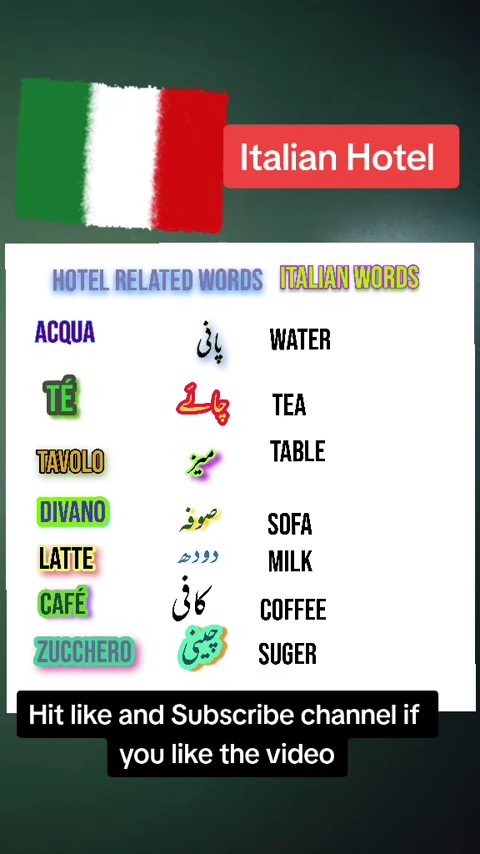 Italian Hotel
HOTEL RELATED WORDS ITALIAN WORDS
ACQUA پانی WATER
TÉ چائے TEA
TAVOLO میز TABLE
DIVANO صوفہ SOFA
LATTE دودھ MILK
CAFÉ کافی COFFEE
ZUCCHERO چینی SUGER
Hit like and Subscribe channel if
you like the video